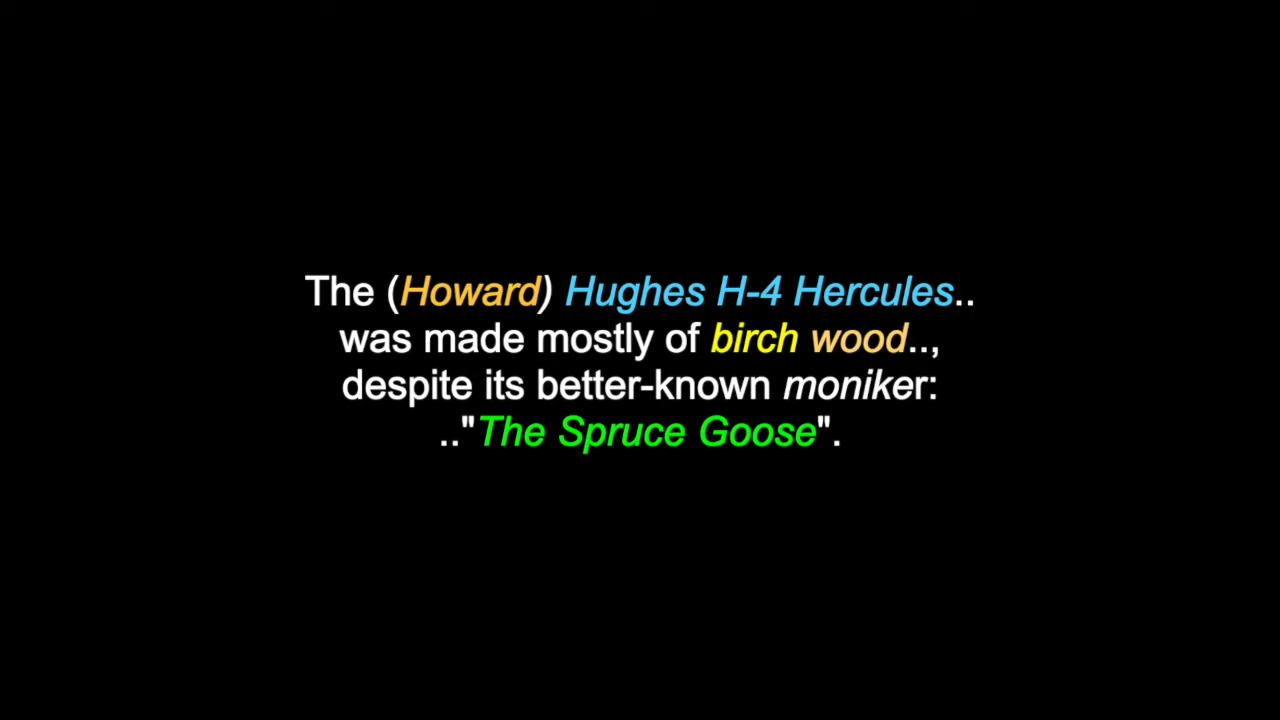 The (Howard) Hughes H-4 Hercules..
was made mostly of birch wood..,
despite its better-known moniker:
.."The Spruce Goose".